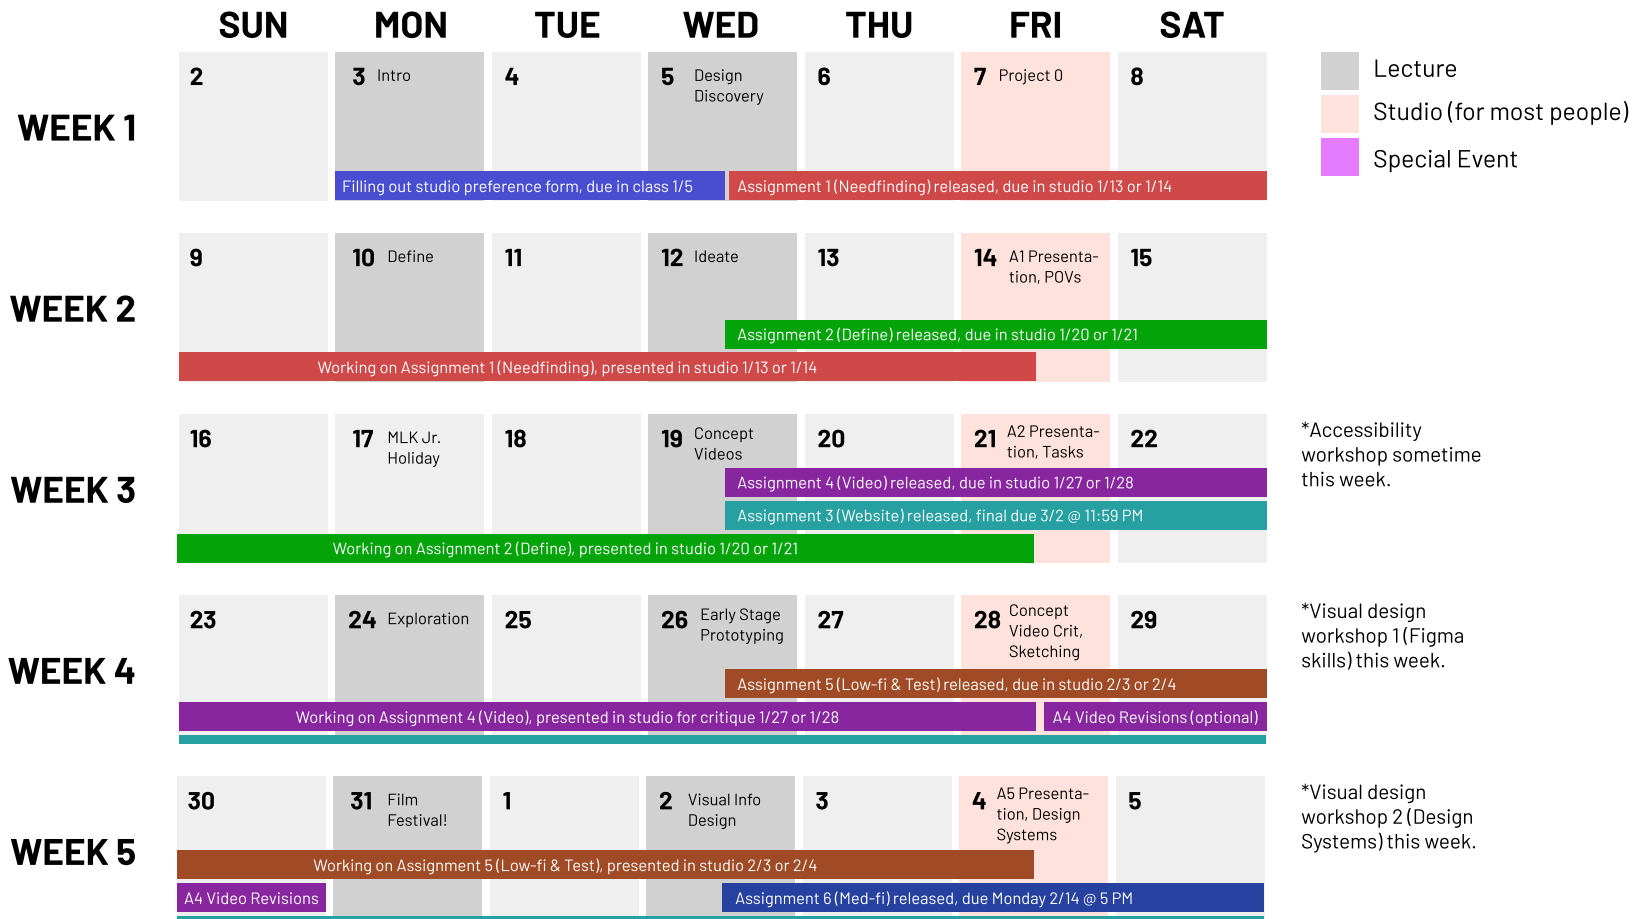 SUN MON TUE WED THU FRI SAT
WEEK 1
2
3 Intro
4
5 Design
Discovery
6
7 Project 0
8
Filling out studio preference form, due in class 1/5
Assignment 1 (Needfinding) released, due in studio 1/13 or 1/14
Lecture
Studio (for most people)
Special Event
WEEK 2
9
10 Define
11
12 Ideate
13
14 A1 Presenta-
tion, POVs
15
Assignment 2 (Define) released, due in studio 1/20 or 1/21
Working on Assignment 1 (Needfinding), presented in studio 1/13 or 1/14
WEEK 3
16
17 MLK Jr.
Holiday
18
19 Concept
Videos
20
21 A2 Presenta-
tion, Tasks
22
Assignment 4 (Video) released, due in studio 1/27 or 1/28
Assignment 3 (Website) released, final due 3/2 @ 11:59 PM
Working on Assignment 2 (Define), presented in studio 1/20 or 1/21
*Accessibility
workshop sometime
this week.
WEEK 4
23
24 Exploration
25
26 Early Stage
Prototyping
27
28 Concept
Video Crit,
Sketching
29
Assignment 5 (Low-fi & Test) released, due in studio 2/3 or 2/4
Working on Assignment 4 (Video), presented in studio for critique 1/27 or 1/28
A4 Video Revisions (optional)
*Visual design
workshop 1 (Figma
skills) this week.
WEEK 5
30
31 Film
Festival!
1
2 Visual Info
Design
3
4 A5 Presenta-
tion, Design
Systems
5
Working on Assignment 5 (Low-fi & Test), presented in studio 2/3 or 2/4
A4 Video Revisions
Assignment 6 (Med-fi) released, due Monday 2/14 @ 5 PM
*Visual design
workshop 2 (Design
Systems) this week.